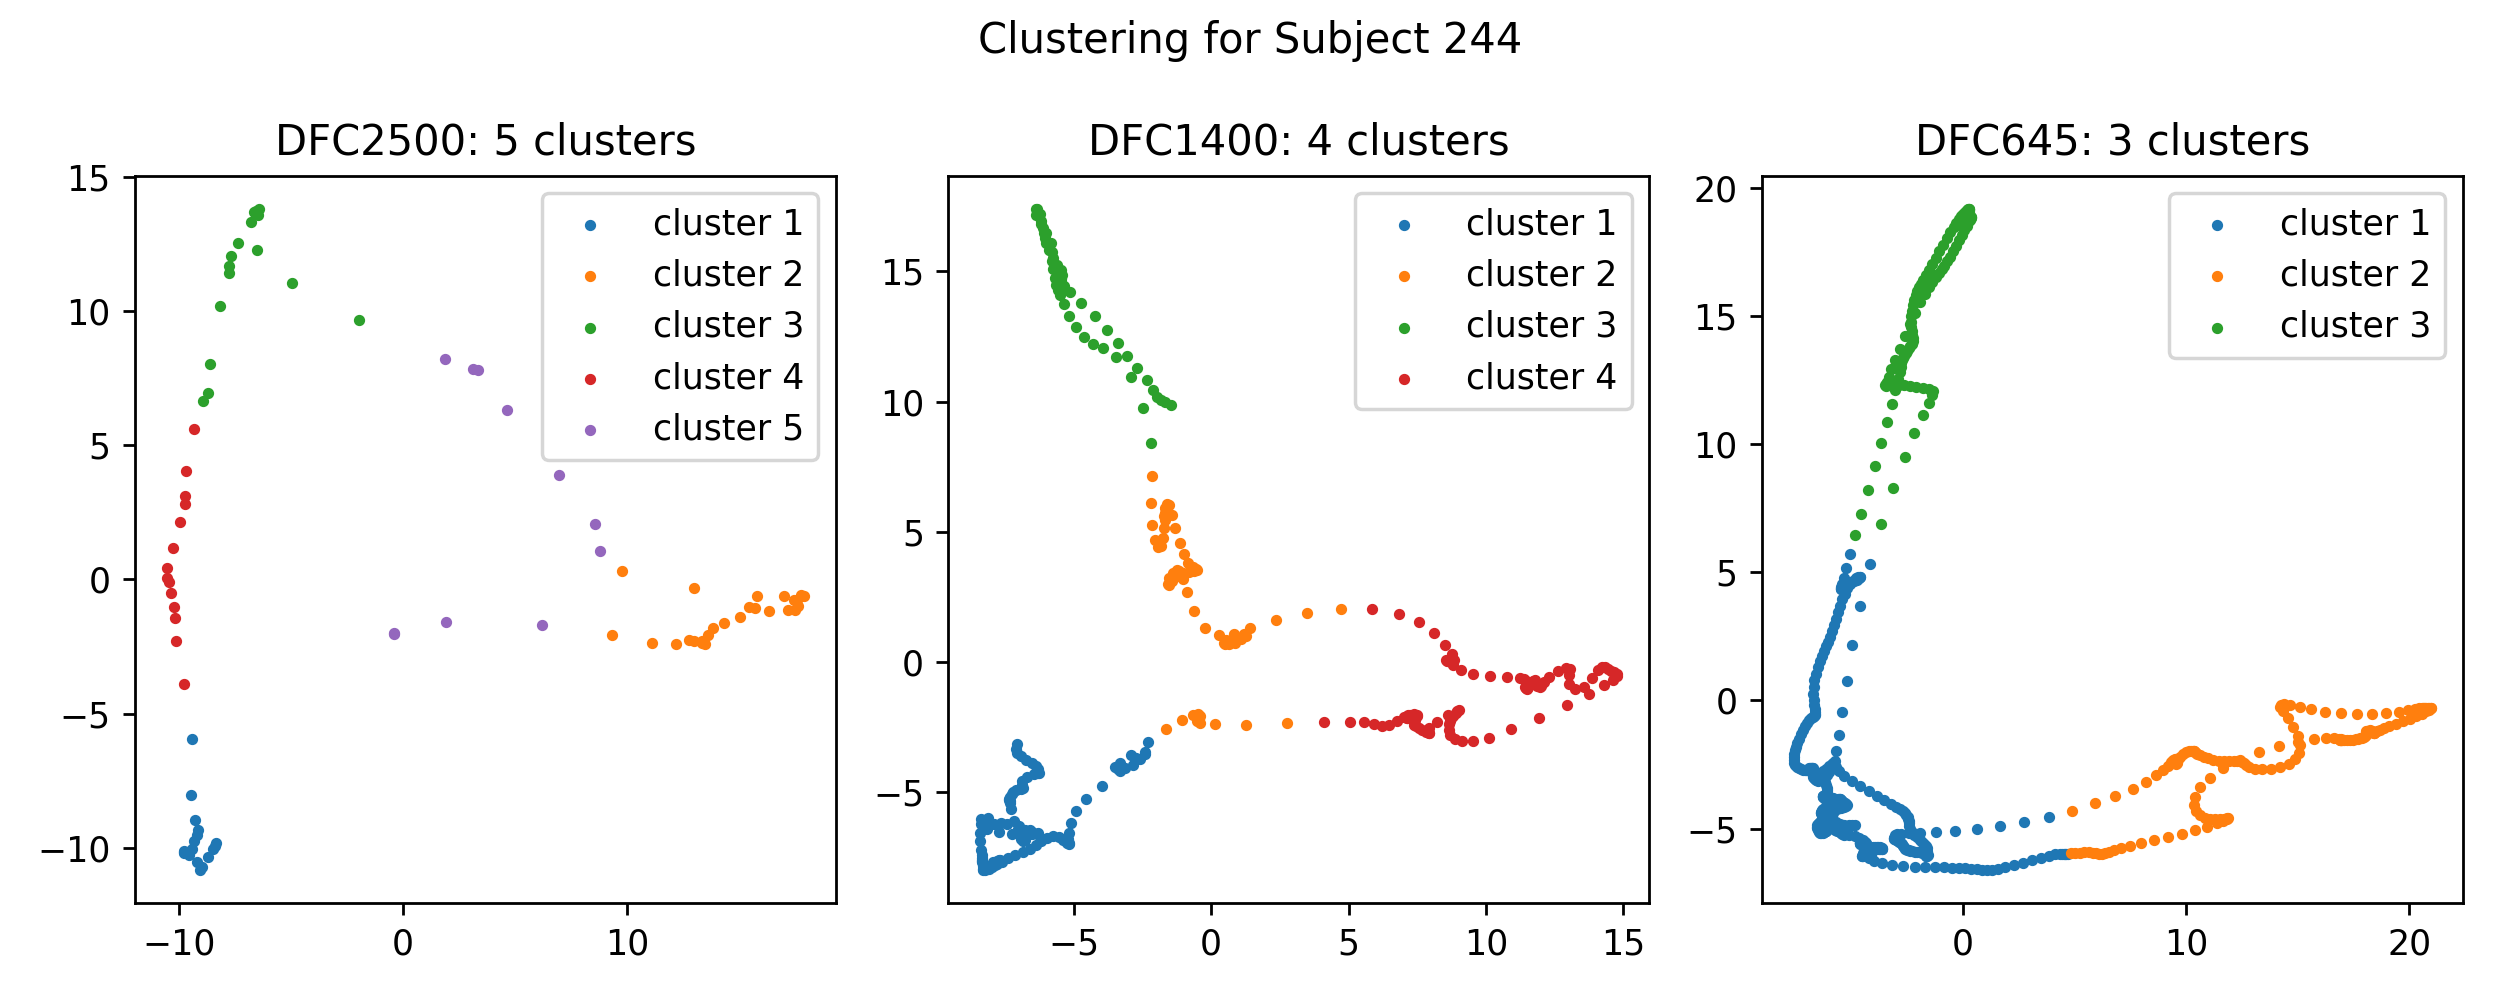 Clustering for Subject 244
DFC2500: 5 clusters
15
10
5
0
−5
−10
−10
0
10
cluster 1
cluster 2
cluster 3
cluster 4
cluster 5
DFC1400: 4 clusters
15
10
5
0
−5
−5
0
5
10
15
cluster 1
cluster 2
cluster 3
cluster 4
DFC645: 3 clusters
20
15
10
5
0
−5
0
10
20
cluster 1
cluster 2
cluster 3